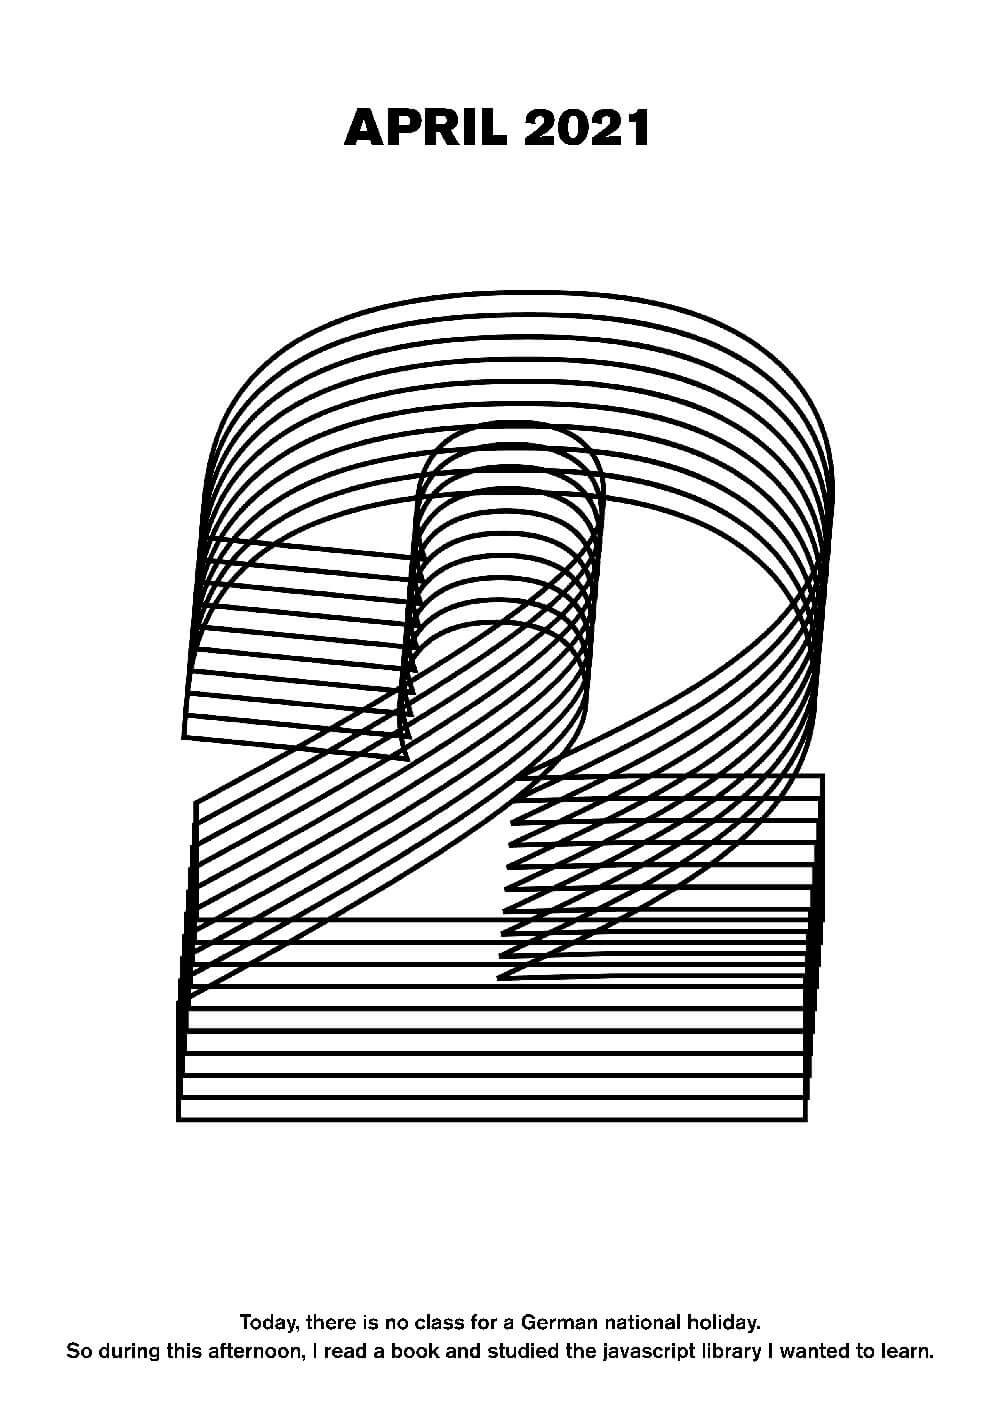 APRIL 2021
2
Today, there is no class for a German national holiday.
So during this afternoon, I read a book and studied the javascript library I wanted to learn.